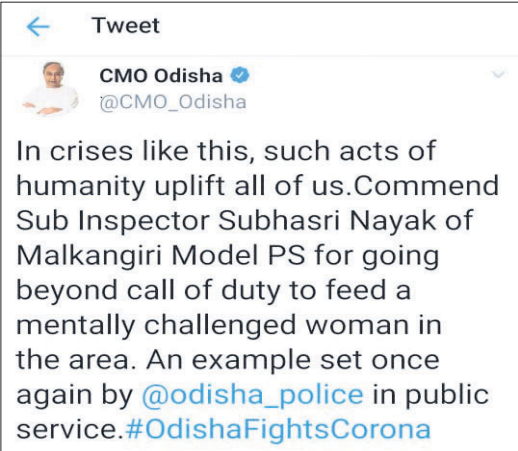 Tweet
CMO Odisha
@CMO_Odisha
In crises like this, such acts of
humanity uplift all of us.Commend
Sub Inspector Subhasri Nayak of
Malkangiri Model PS for going
beyond call of duty to feed a
mentally challenged woman in
the area. An example set once
again by @odisha_police in public
service.#OdishaFightsCorona